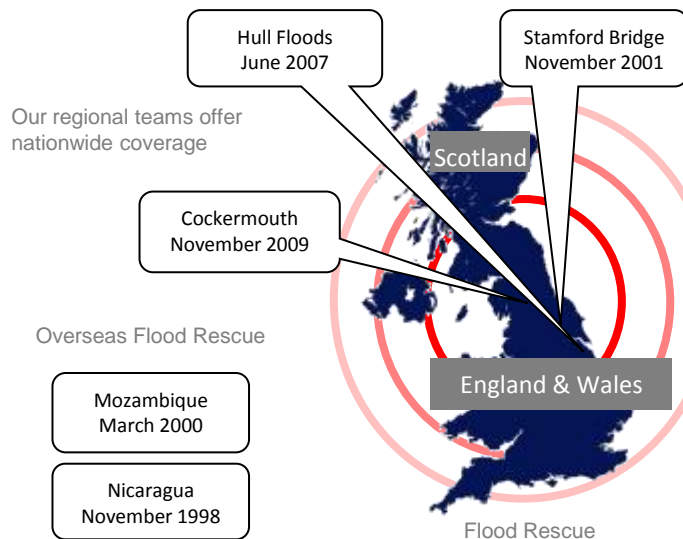 Hull Floods
June 2007
Stamford Bridge
November 2001
Our regional teams offer
nationwide coverage
Scotland
Cockermouth
November 2009
Overseas Flood Rescue
England & Wales
Mozambique
March 2000
Nicaragua
November 1998
Flood Rescue